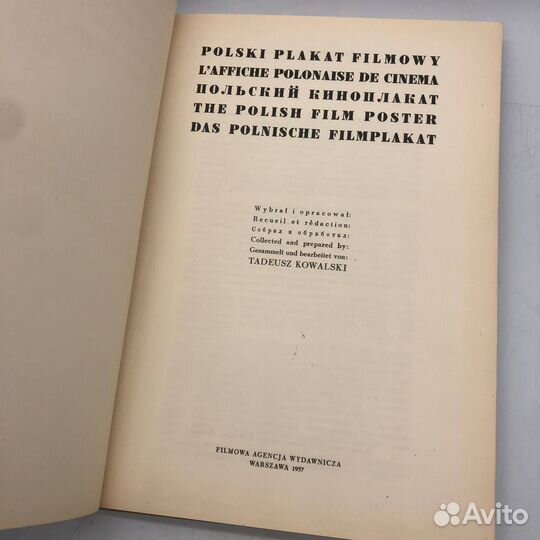 POLSKI PLAKAT FILMOWY
L'AFFICHE POLONAISE DE CINEMA
ПОЛЬСКИЙ КИНОПЛАКАТ
THE POLISH FILM POSTER
DAS POLNISCHE FILMPLAKAT
Wybrał i opracował:
Recueil et rèdaction:
Собрал и обработал:
Collected and prepared by:
Gesammelt und bearbeitet von:
TADEUSZ KOWALSKI
FILMOWA AGENCJA WYDAWNICZA
WARSZAWA 1957
Avito